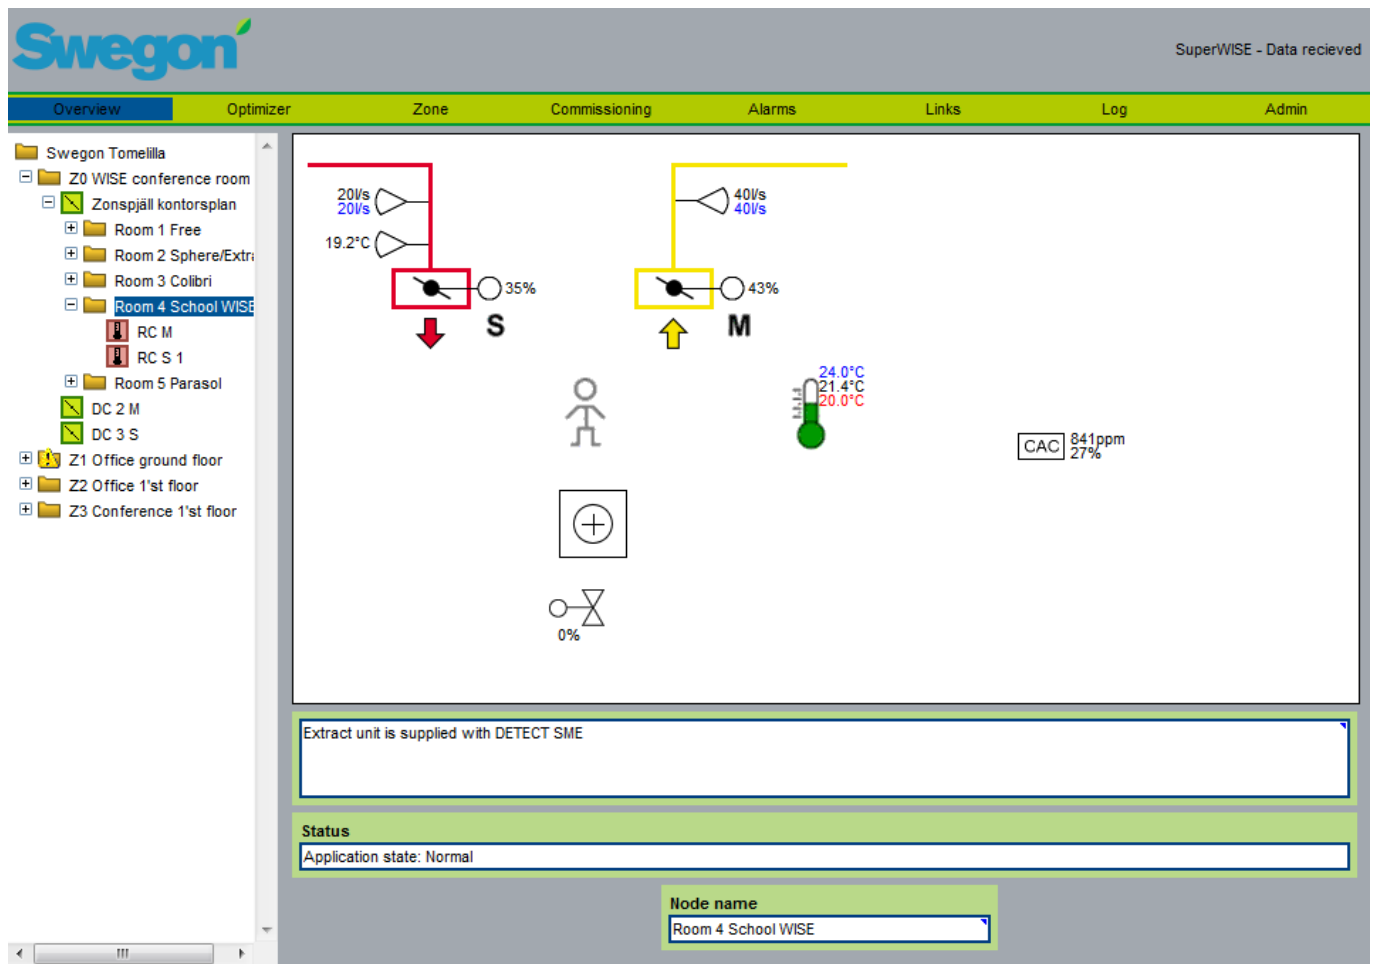 Swegon
SuperWISE - Data recieved
Overview Optimizer Zone Commissioning Alarms Links Log Admin
Swegon Tomelilla
Z0 WISE conference room
Zonspjäll kontorsplan
Room 1 Free
Room 2 Sphere/Extr
Room 3 Colibri
Room 4 School WISE
RC M
RC S 1
Room 5 Parasol
DC 2 M
DC 3 S
Z1 Office ground floor
Z2 Office 1'st floor
Z3 Conference 1'st floor
20l/s
20l/s
19.2°C
35%
S
40l/s
40l/s
43%
M
24.0°C
21.4°C
20.0°C
CAC
841ppm
27%
0%
Extract unit is supplied with DETECT SME
Status
Application state: Normal
Node name
Room 4 School WISE